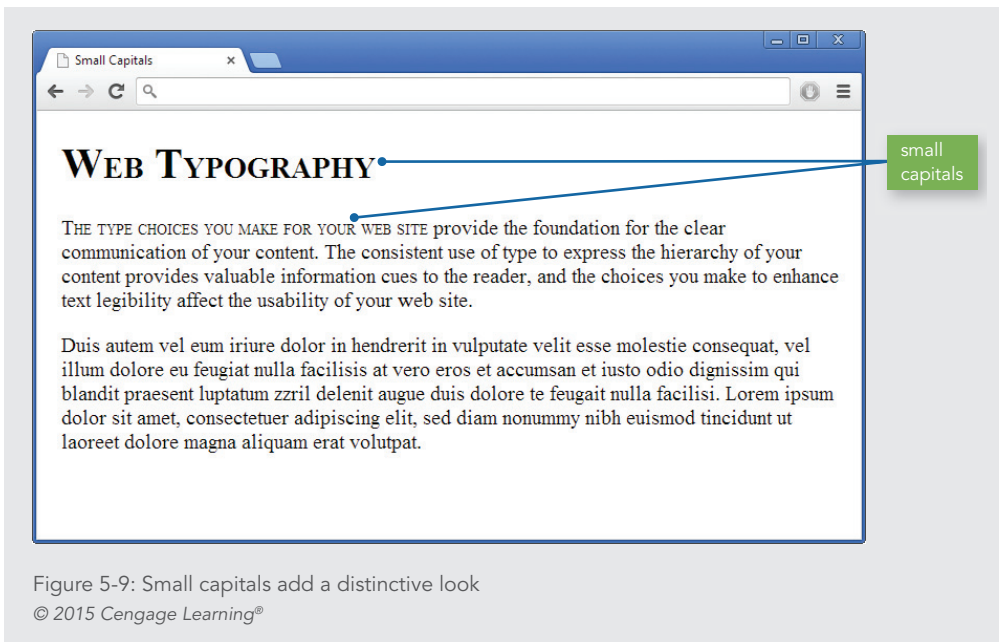 Small Capitals
Web Typography
small
capitals
The type choices you make for your web site provide the foundation for the clear
communication of your content. The consistent use of type to express the hierarchy of your
content provides valuable information cues to the reader, and the choices you make to enhance
text legibility affect the usability of your web site.
Duis autem vel eum iriure dolor in hendrerit in vulputate velit esse molestie consequat, vel
illum dolore eu feugiat nulla facilisis at vero eros et accumsan et iusto odio dignissim qui
blandit praesent luptatum zzril delenit augue duis dolore te feugait nulla facilisi. Lorem ipsum
dolor sit amet, consectetuer adipiscing elit, sed diam nonummy nibh euismod tincidunt ut
laoreet dolore magna aliquam erat volutpat.
Figure 5-9: Small capitals add a distinctive look
© 2015 Cengage Learning®